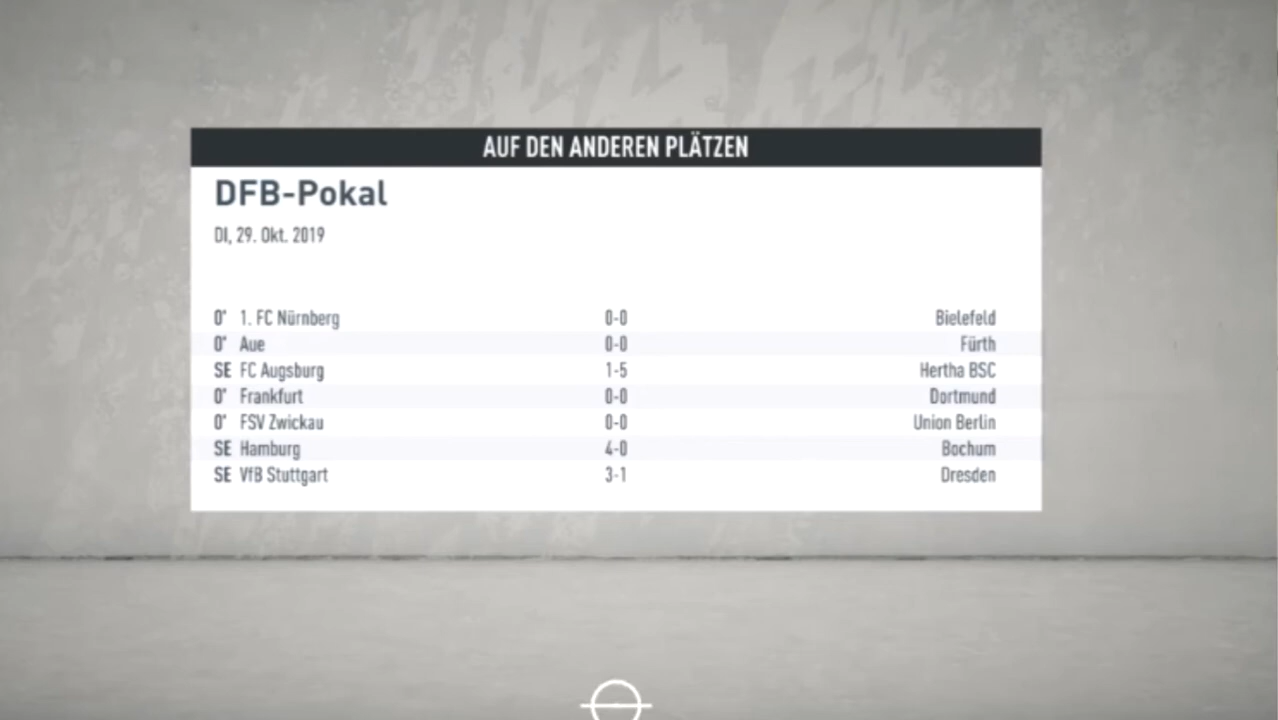 AUF DEN ANDEREN PLÄTZEN
DFB-Pokal
DI, 29. Okt. 2019
0' 1. FC Nürnberg 0-0 Bielefeld
0' Aue 0-0 Fürth
SE FC Augsburg 1-5 Hertha BSC
0' Frankfurt 0-0 Dortmund
0' FSV Zwickau 0-0 Union Berlin
SE Hamburg 4-0 Bochum
SE VfB Stuttgart 3-1 Dresden